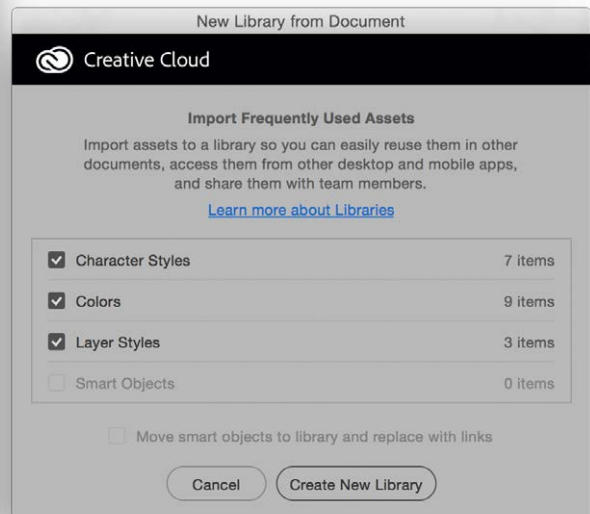 New Library from Document
Creative Cloud
Import Frequently Used Assets
Import assets to a library so you can easily reuse them in other
documents, access them from other desktop and mobile apps,
and share them with team members.
Learn more about Libraries
Character Styles 7 items
Colors 9 items
Layer Styles 3 items
Smart Objects 0 items
Move smart objects to library and replace with links
Cancel Create New Library